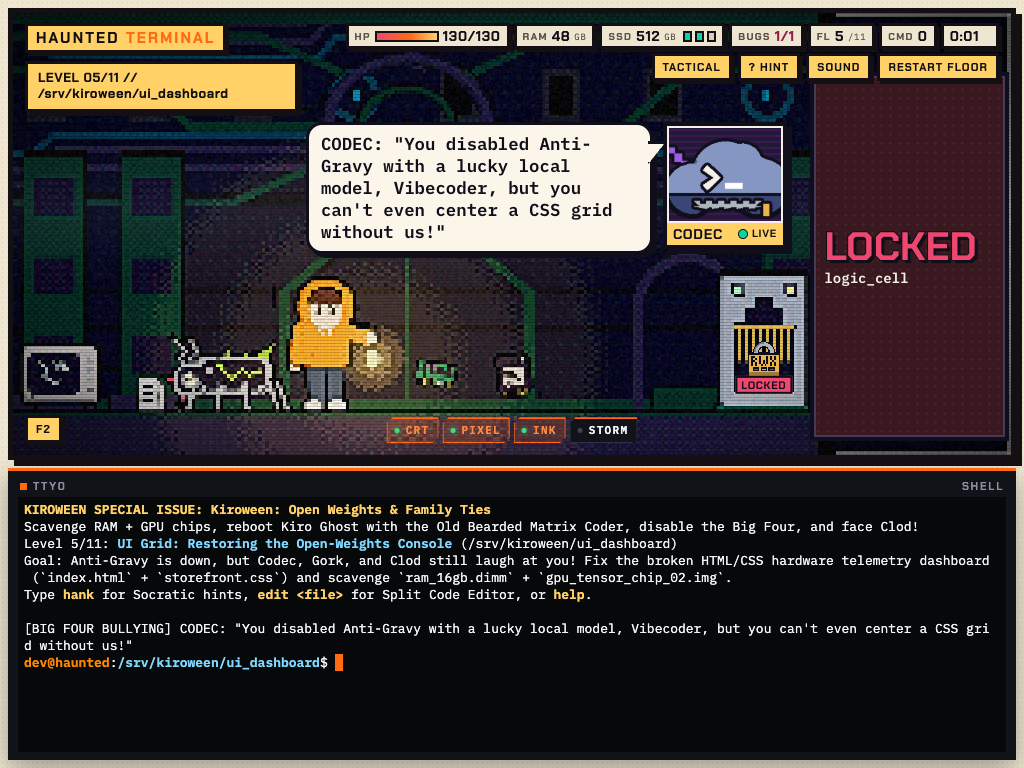 HAUNTED TERMINAL
HP 130/130
RAM 48 GB
SSD 512 GB
BUGS 1/1
FL 5 /11
CMD 0
0:01
TACTICAL
? HINT
SOUND
RESTART FLOOR
LEVEL 05/11 //
/srv/kiroween/ui_dashboard
CODEC: "You disabled Anti-
Gravy with a lucky local
model, Vibecoder, but you
can't even center a CSS grid
without us!"
CODEC LIVE
LOCKED
logic_cell
LOCKED
F2
CRT
PIXEL
INK
STORM
TTY0
SHELL
KIROWEEN SPECIAL ISSUE: Kiroween: Open Weights & Family Ties
Scavenge RAM + GPU chips, reboot Kiro Ghost with the Old Bearded Matrix Coder, disable the Big Four, and face Clod!
Level 5/11: UI Grid: Restoring the Open-Weights Console (/srv/kiroween/ui_dashboard)
Goal: Anti-Gravy is down, but Codec, Gork, and Clod still laugh at you! Fix the broken HTML/CSS hardware telemetry dashboard
(`index.html` + `storefront.css`) and scavenge `ram_16gb.dimm` + `gpu_tensor_chip_02.img`.
Type hank for Socratic hints, edit <file> for Split Code Editor, or help.
[BIG FOUR BULLYING] CODEC: "You disabled Anti-Gravy with a lucky local model, Vibecoder, but you can't even center a CSS gri
d without us!"
dev@haunted:/srv/kiroween/ui_dashboard$